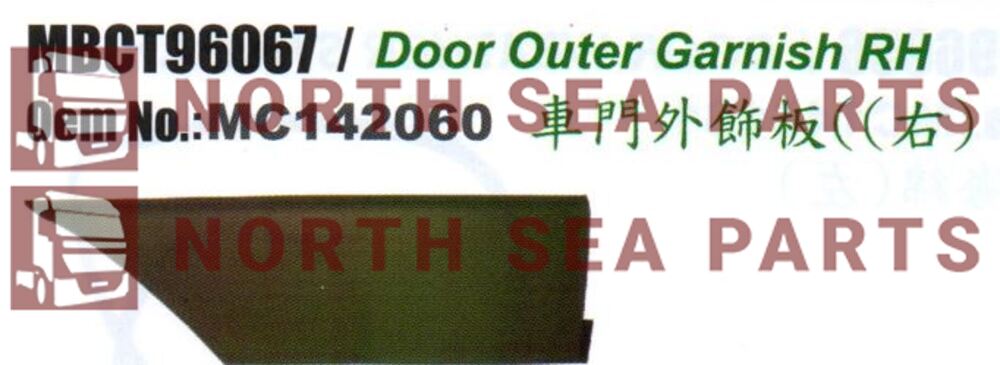 MBCT96067 / Door Outer Garnish RH
Oem No.:MC142060 車門外飾板((右)
NORTH SEA PARTS
NORTH SEA PARTS